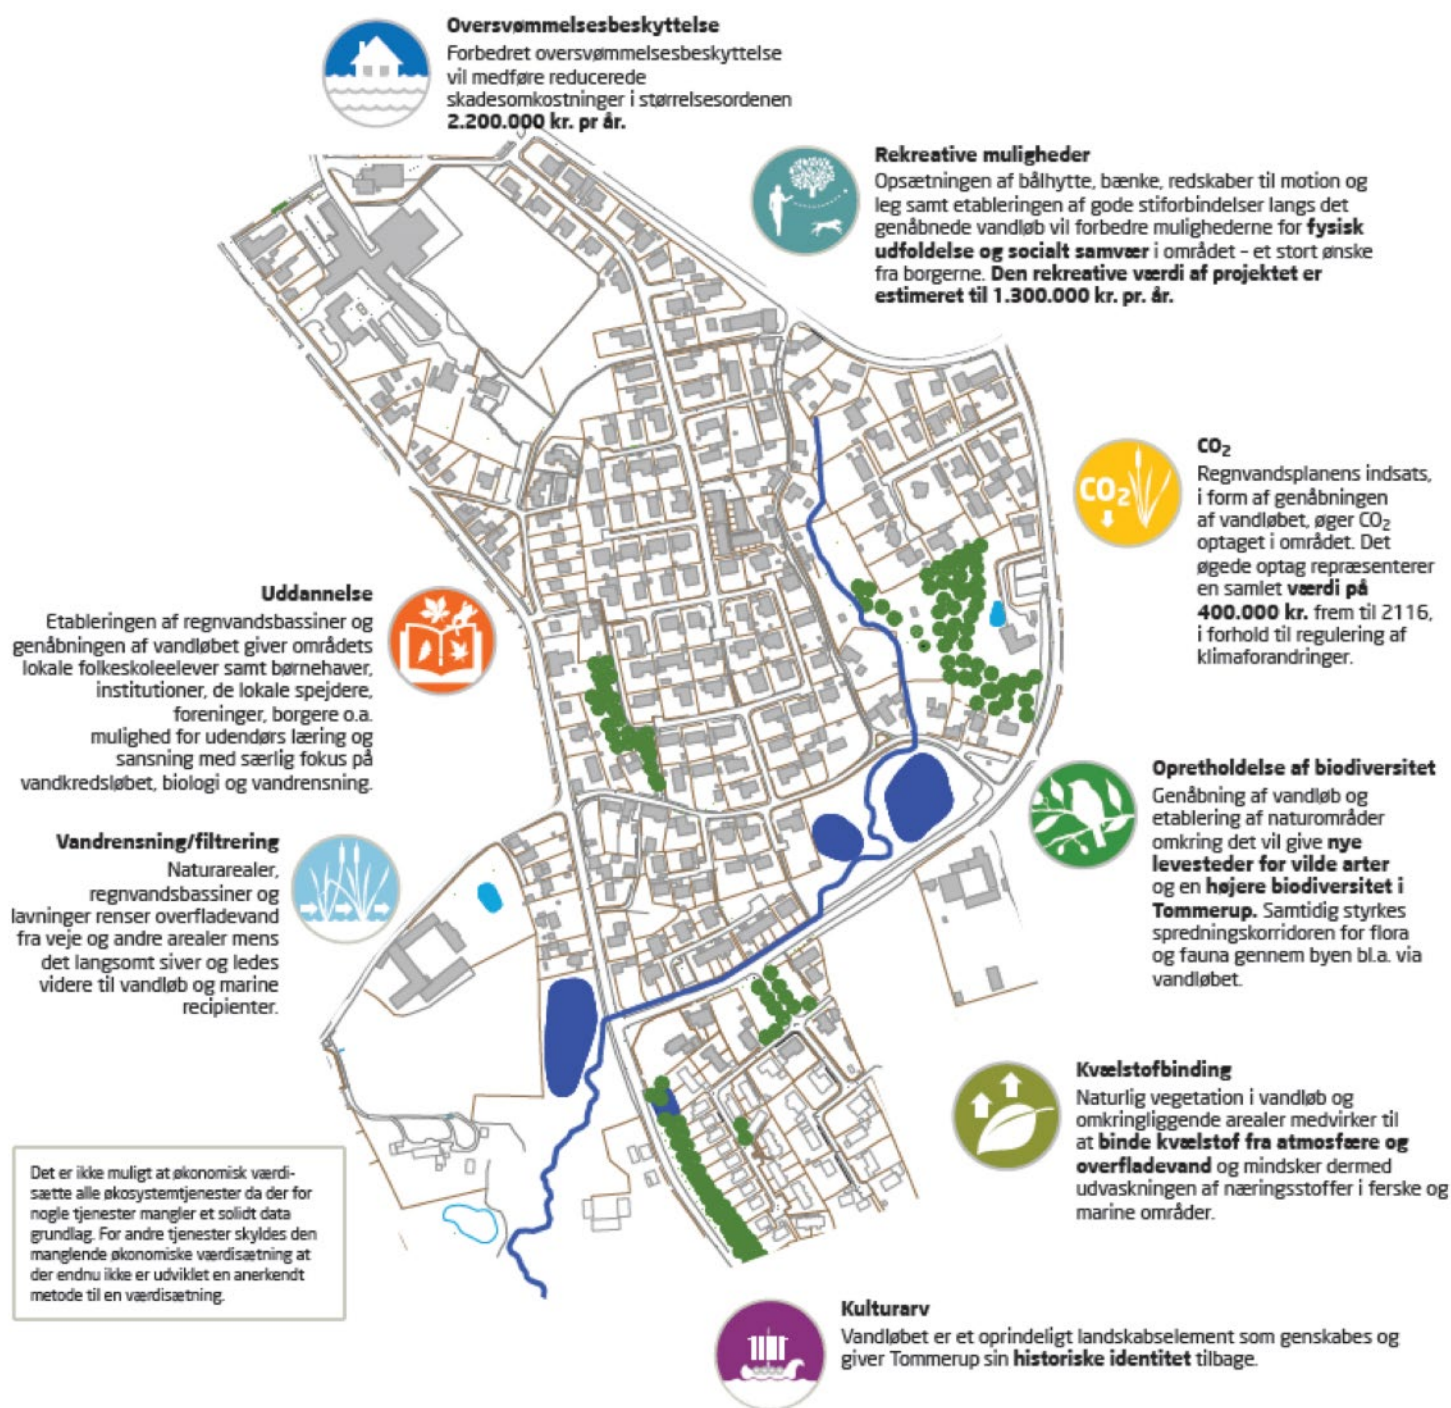 Oversvømmelsesbeskyttelse
Forbedret oversvømmelsesbeskyttelse
vil medføre reducerede
skadesomkostninger i størrelsesordenen
2.200.000 kr. pr år.
Rekreative muligheder
Opsætningen af bålhytte, bænke, redskaber til motion og
leg samt etableringen af gode stiforbindelser langs det
genåbnede vandløb vil forbedre mulighederne for fysisk
udfoldelse og socialt samvær i området – et stort ønske
fra borgerne. Den rekreative værdi af projektet er
estimeret til 1.300.000 kr. pr. år.
CO2
CO2
Regnvandsplanens indsats,
i form af genåbningen
af vandløbet, øger CO2
optaget i området. Det
øgede optag repræsenterer
en samlet værdi på
400.000 kr. frem til 2116,
i forhold til regulering af
klimaforandringer.
Uddannelse
Etableringen af regnvandsbassiner og
genåbningen af vandløbet giver områdets
lokale folkeskoleelever samt børnehaver,
institutioner, de lokale spejdere,
foreninger, borgere o.a.
mulighed for udendørs læring og
sansning med særlig fokus på
vandkredsløbet, biologi og vandrensning.
Opretholdelse af biodiversitet
Genåbning af vandløb og
etablering af naturområder
omkring det vil give nye
levesteder for vilde arter
og en højere biodiversitet i
Tommerup. Samtidig styrkes
spredningskorridoren for flora
og fauna gennem byen bl.a. via
vandløbet.
Vandrensning/filtrering
Naturarealer,
regnvandsbassiner og
lavninger renser overfladevand
fra veje og andre arealer mens
det langsomt siver og ledes
videre til vandløb og marine
recipienter.
Kvælstofbinding
Naturlig vegetation i vandløb og
omkringliggende arealer medvirker til
at binde kvælstof fra atmosfære og
overfladevand og mindsker dermed
udvaskningen af næringsstoffer i ferske og
marine områder.
Det er ikke muligt at økonomisk værdi-
sætte alle økosystemtjenester da der for
nogle tjenester mangler et solidt data
grundlag. For andre tjenester skyldes den
manglende økonomiske værdisætning at
der endnu ikke er udviklet en anerkendt
metode til en værdisætning.
Kulturarv
Vandløbet er et oprindeligt landskabselement som genskabes og
giver Tommerup sin historiske identitet tilbage.